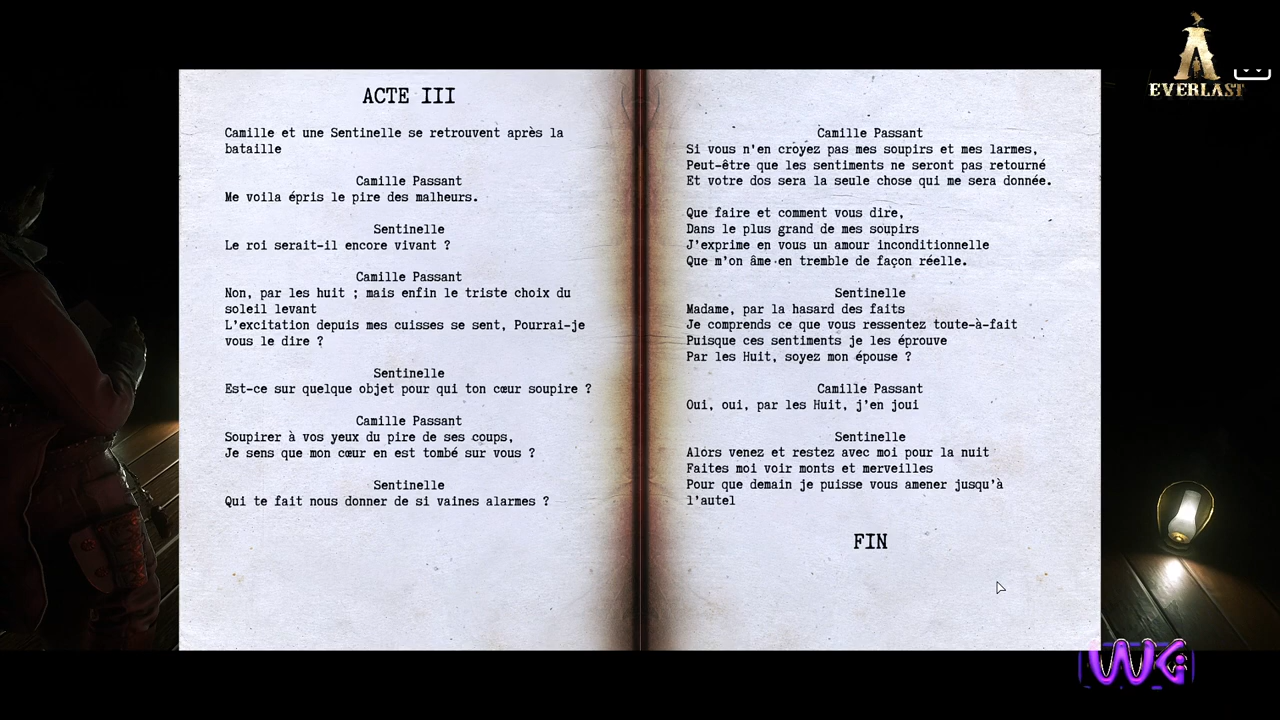 ACTE III
Camille et une Sentinelle se retrouvent après la
bataille
Camille Passant
Me voila épris le pire des malheurs.
Sentinelle
Le roi serait-il encore vivant ?
Camille Passant
Non, par les huit ; mais enfin le triste choix du
soleil levant
L'excitation depuis mes cuisses se sent, Pourrai-je
vous le dire ?
Sentinelle
Est-ce sur quelque objet pour qui ton cœur soupire ?
Camille Passant
Soupirer à vos yeux du pire de ses coups,
Je sens que mon cœur en est tombé sur vous ?
Sentinelle
Qui te fait nous donner de si vaines alarmes ?
Camille Passant
Si vous n'en croyez pas mes soupirs et mes larmes,
Peut-être que les sentiments ne seront pas retourné
Et votre dos sera la seule chose qui me sera donnée.
Que faire et comment vous dire,
Dans le plus grand de mes soupirs
J'exprime en vous un amour inconditionnelle
Que m'on âme en tremble de façon réelle.
Sentinelle
Madame, par la hasard des faits
Je comprends ce que vous ressentez toute-à-fait
Puisque ces sentiments je les éprouve
Par les Huit, soyez mon épouse ?
Camille Passant
Oui, oui, par les Huit, j'en joui
Sentinelle
Alors venez et restez avec moi pour la nuit
Faites moi voir monts et merveilles
Pour que demain je puisse vous amener jusqu'à
l'autel
FIN
EVERLAST
WG